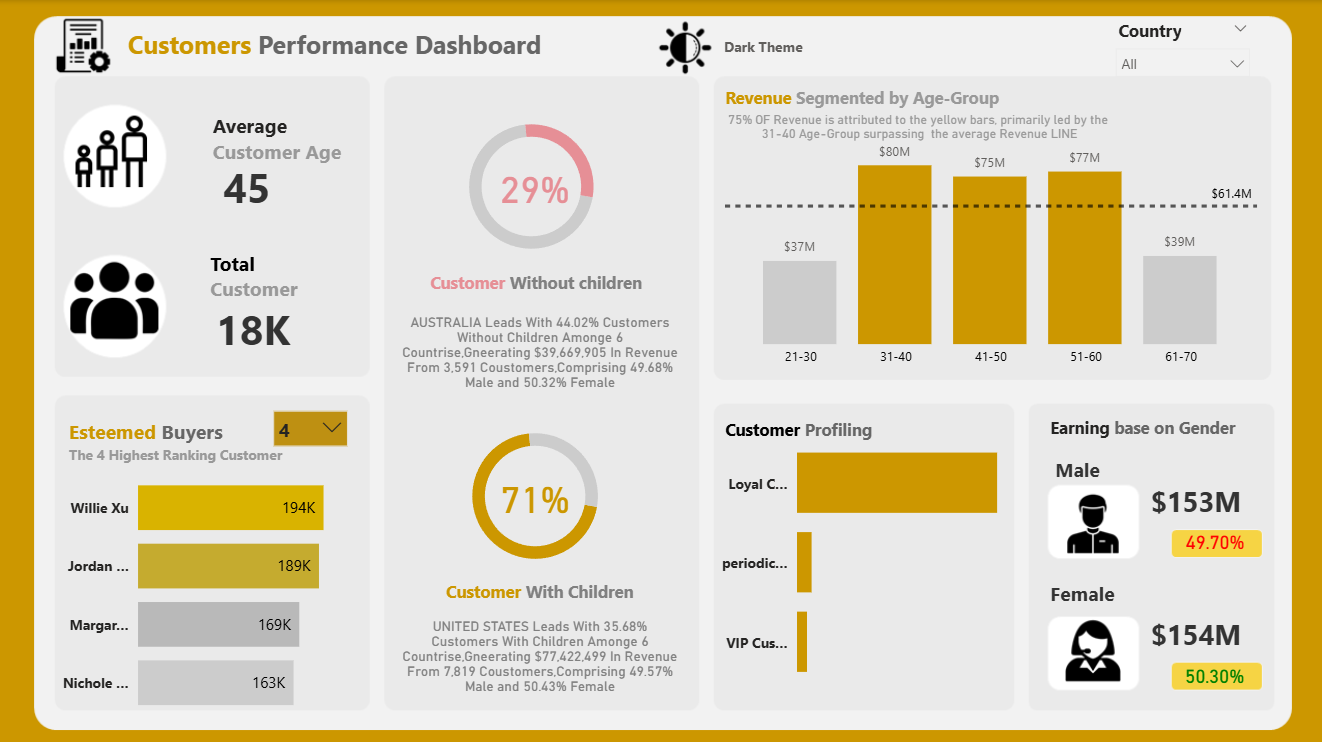 Customers Performance Dashboard
Dark Theme
Country
All
Average
Customer Age
45
Total
Customer
18K
29%
Customer Without children
AUSTRALIA Leads With 44.02% Customers
Without Children Amonge 6
Countrise,Gneerating $39,669,905 In Revenue
From 3,591 Coustomers,Comprising 49.68%
Male and 50.32% Female
71%
Customer With Children
UNITED STATES Leads With 35.68%
Customers With Children Amonge 6
Countrise,Gneerating $77,422,499 In Revenue
From 7,819 Coustomers,Comprising 49.57%
Male and 50.43% Female
Revenue Segmented by Age-Group
75% OF Revenue is attributed to the yellow bars, primarily led by the
31-40 Age-Group surpassing the average Revenue LINE
$80M
$75M
$77M
$61.4M
$37M
$39M
21-30
31-40
41-50
51-60
61-70
Esteemed Buyers
4
The 4 Highest Ranking Customer
Willie Xu
194K
Jordan ...
189K
Margar...
169K
Nichole ...
163K
Customer Profiling
Loyal C...
periodic...
VIP Cus...
Earning base on Gender
Male
$153M
49.70%
Female
$154M
50.30%